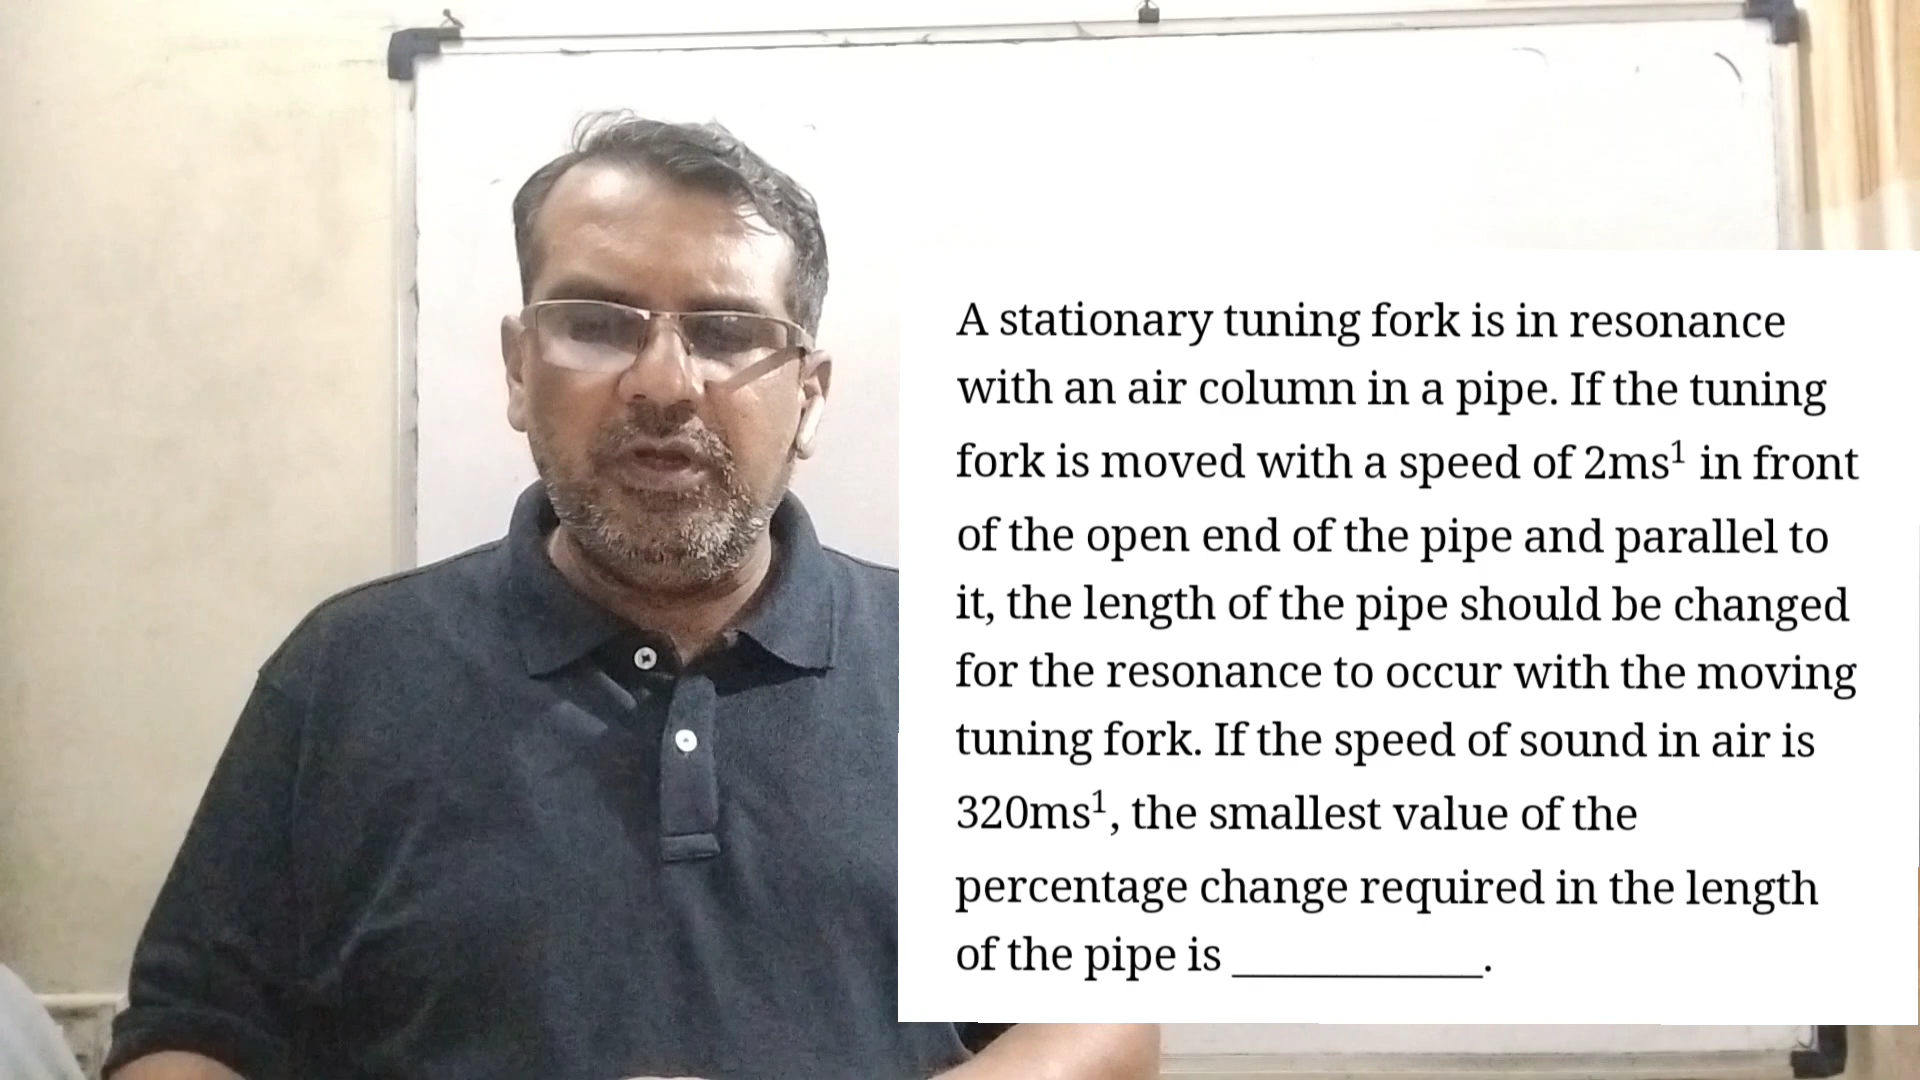 A stationary tuning fork is in resonance
with an air column in a pipe. If the tuning
fork is moved with a speed of 2ms¹ in front
of the open end of the pipe and parallel to
it, the length of the pipe should be changed
for the resonance to occur with the moving
tuning fork. If the speed of sound in air is
320ms¹, the smallest value of the
percentage change required in the length
of the pipe is ____________.